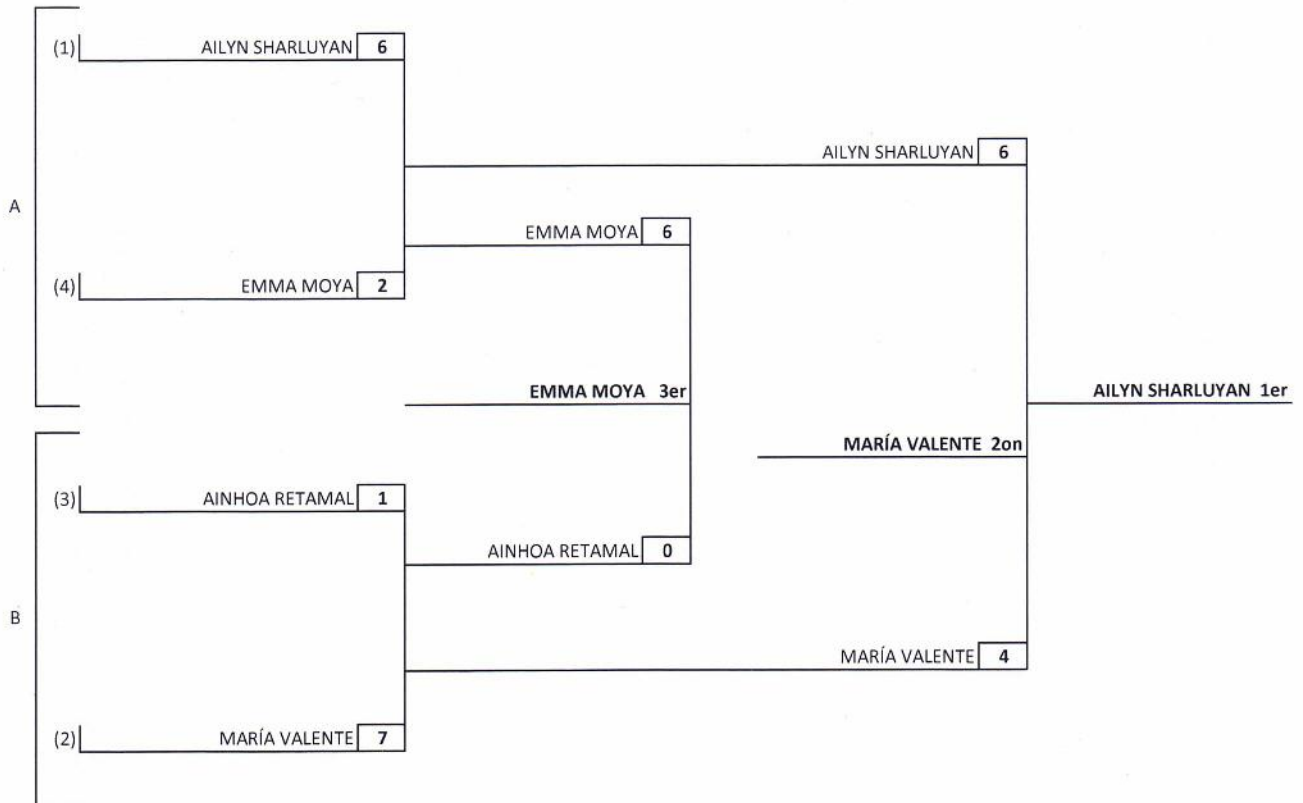 (1) AILYN SHARLUYAN 6
AILYN SHARLUYAN 6
A
EMMA MOYA 6
(4) EMMA MOYA 2
EMMA MOYA 3er
AILYN SHARLUYAN 1er
MARÍA VALENTE 2on
(3) AINHOA RETAMAL 1
AINHOA RETAMAL 0
B
MARÍA VALENTE 4
(2) MARÍA VALENTE 7